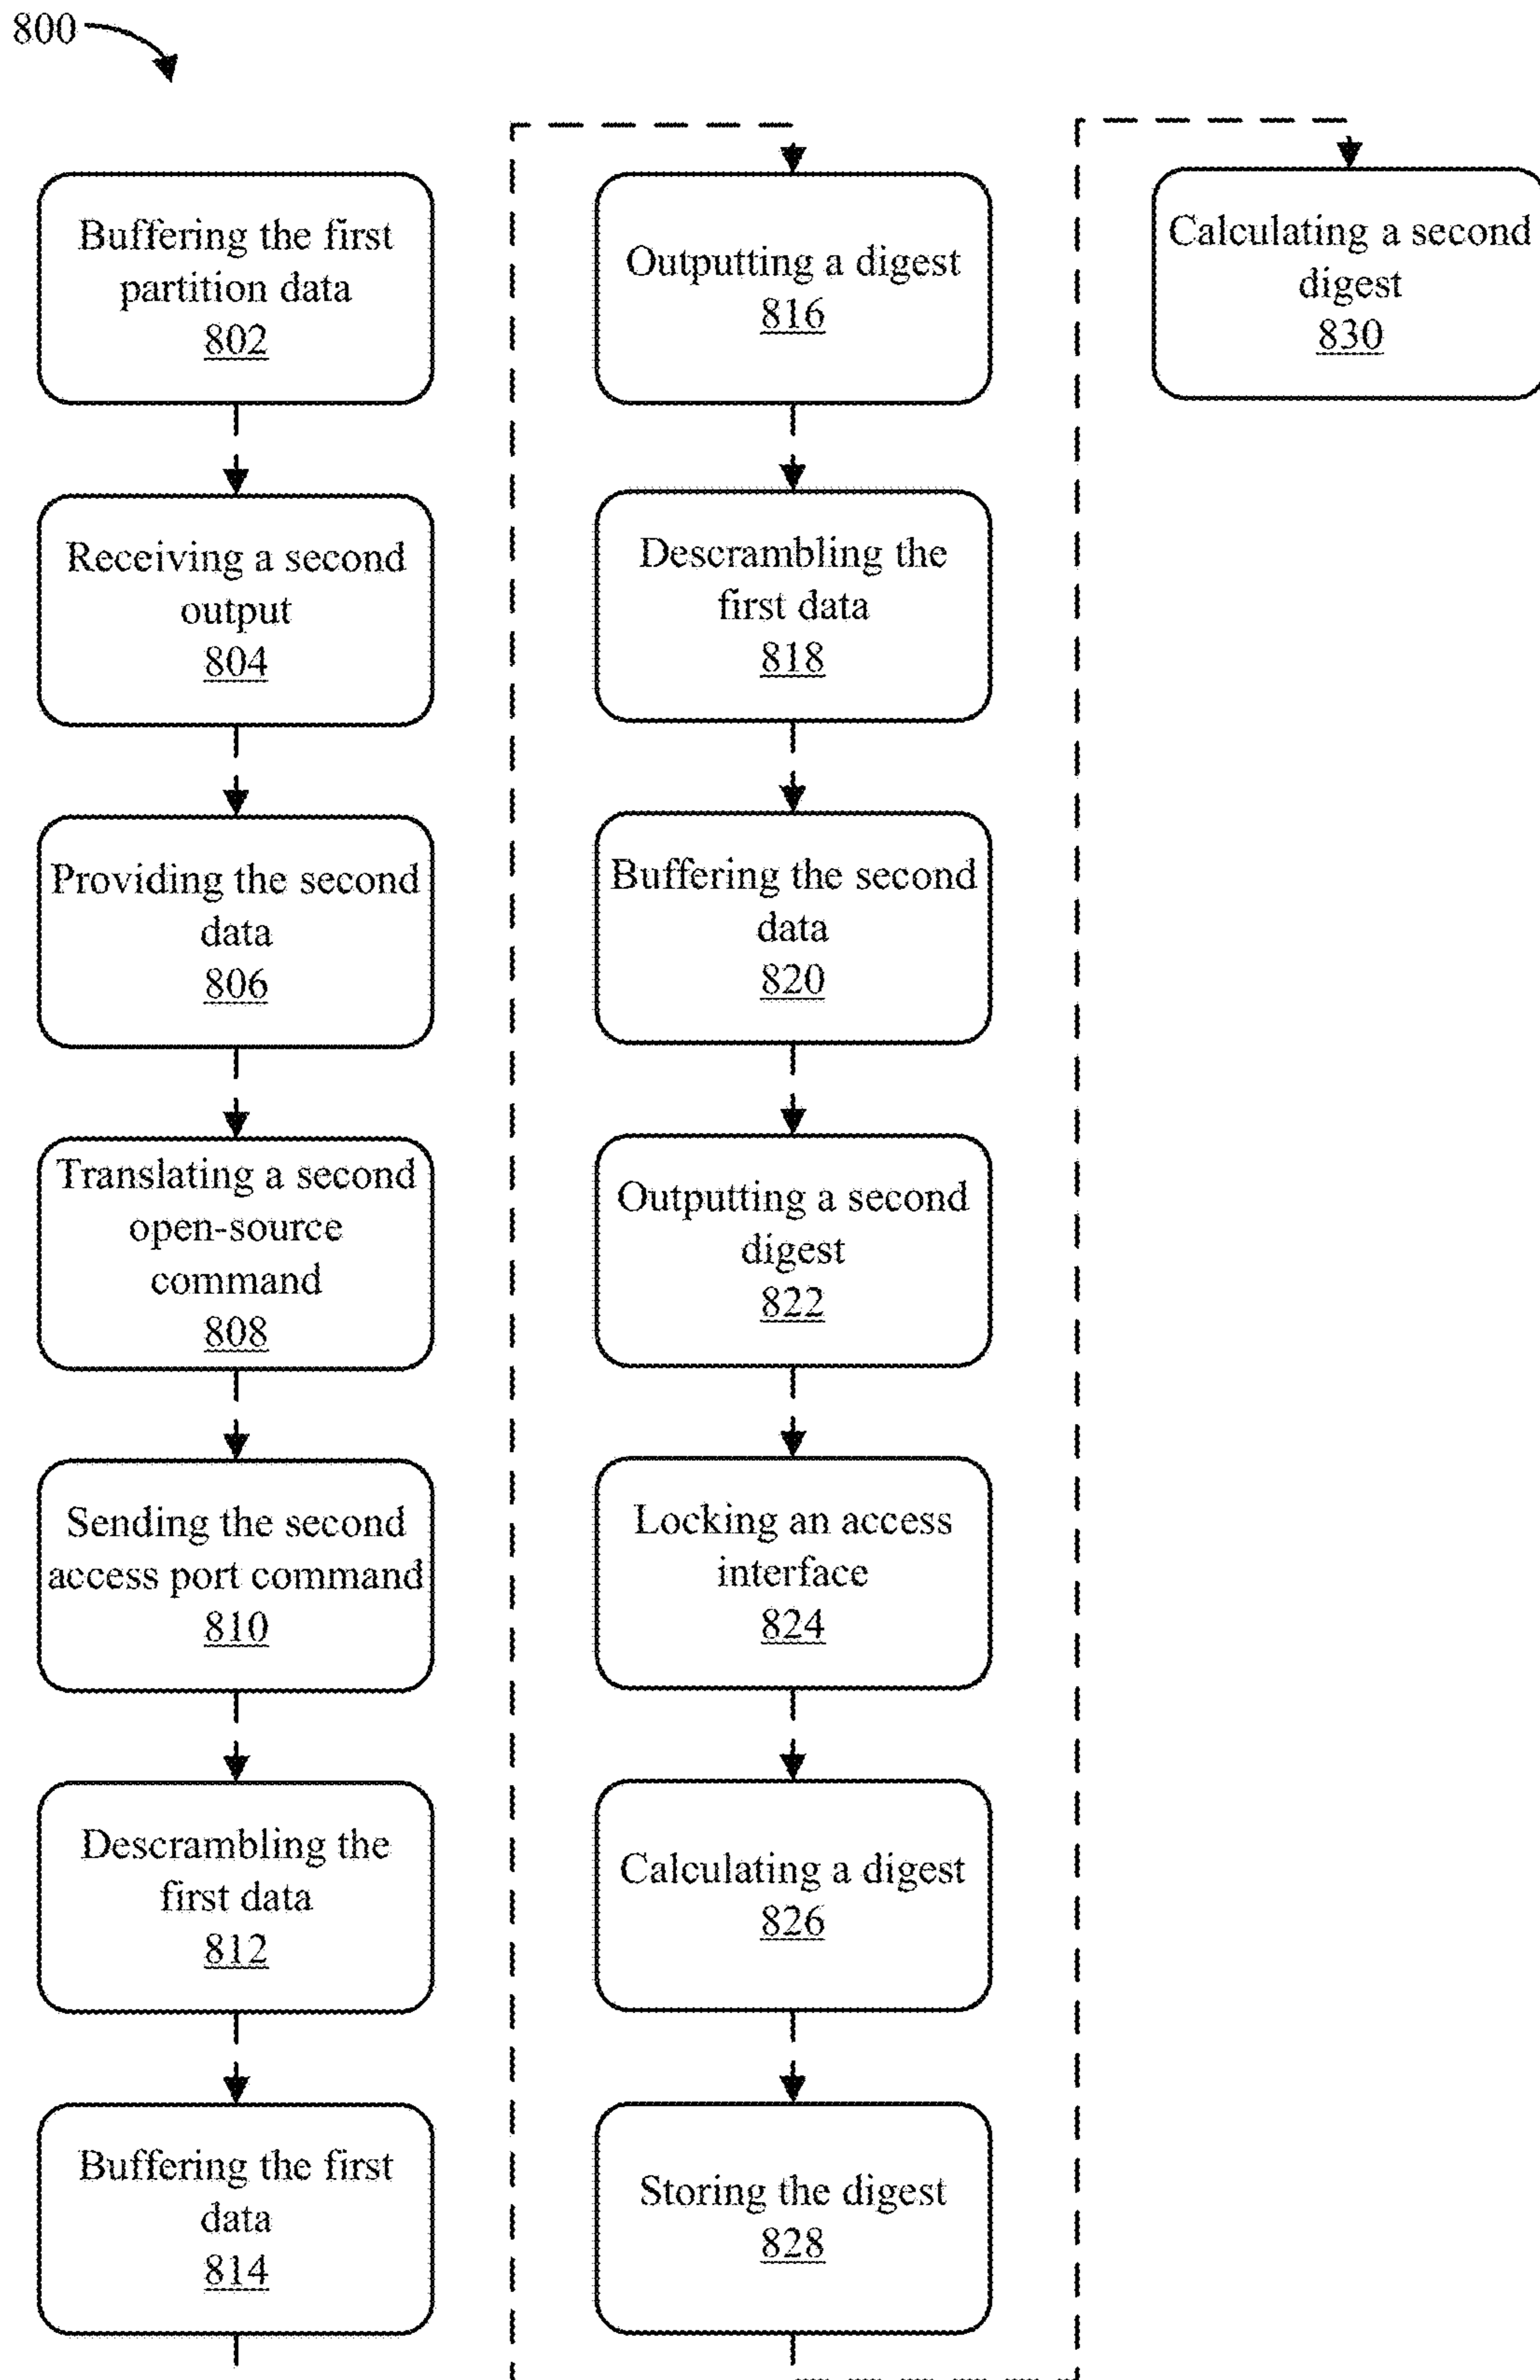 800
Buffering the first
partition data
802
Receiving a second
output
804
Providing the second
data
806
Translating a second
open-source
command
808
Sending the second
access port command
810
Descrambling the
first data
812
Buffering the first
data
814
Outputting a digest
816
Descrambling the
first data
818
Buffering the second
data
820
Outputting a second
digest
822
Locking an access
interface
824
Calculating a digest
826
Storing the digest
828
Calculating a second
digest
830